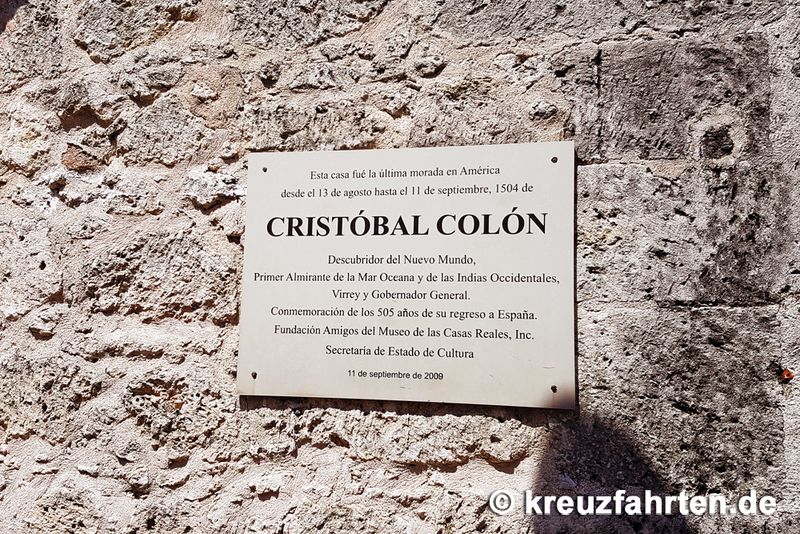 Esta casa fué la última morada en América
desde el 13 de agosto hasta el 11 de septiembre, 1504 de
CRISTÓBAL COLÓN
Descubridor del Nuevo Mundo,
Primer Almirante de la Mar Oceana y de las Indias Occidentales,
Virrey y Gobernador General.
Conmemoración de los 505 años de su regreso a España.
Fundación Amigos del Museo de las Casas Reales, Inc.
Secretaría de Estado de Cultura
11 de septiembre de 2009
© kreuzfahrten.de